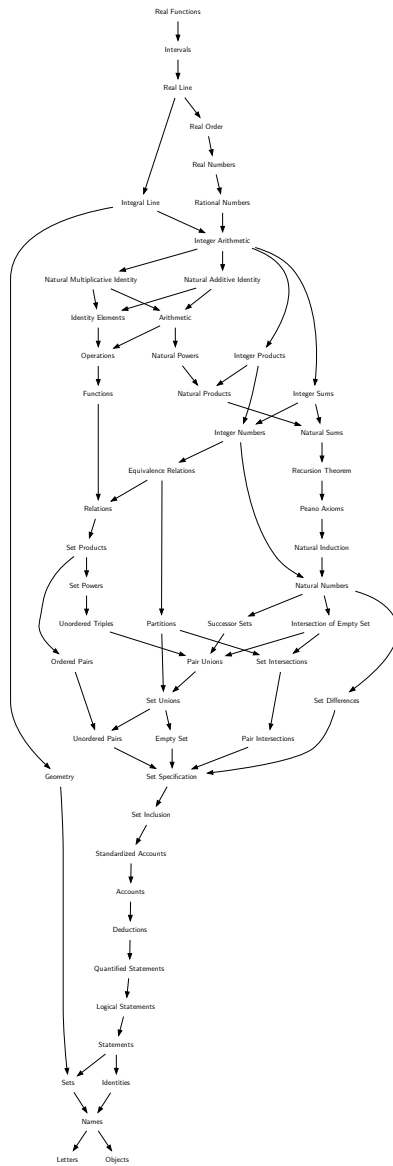 Real Functions
Intervals
Real Line
Real Order
Real Numbers
Integral Line
Rational Numbers
Integer Arithmetic
Natural Multiplicative Identity
Natural Additive Identity
Identity Elements
Arithmetic
Operations
Natural Powers
Integer Products
Functions
Natural Products
Integer Sums
Integer Numbers
Natural Sums
Equivalence Relations
Recursion Theorem
Relations
Peano Axioms
Set Products
Natural Induction
Set Powers
Natural Numbers
Unordered Triples
Partitions
Successor Sets
Intersection of Empty Set
Ordered Pairs
Pair Unions
Set Intersections
Set Unions
Set Differences
Unordered Pairs
Empty Set
Pair Intersections
Geometry
Set Specification
Set Inclusion
Standardized Accounts
Accounts
Deductions
Quantified Statements
Logical Statements
Statements
Sets
Identities
Names
Letters
Objects